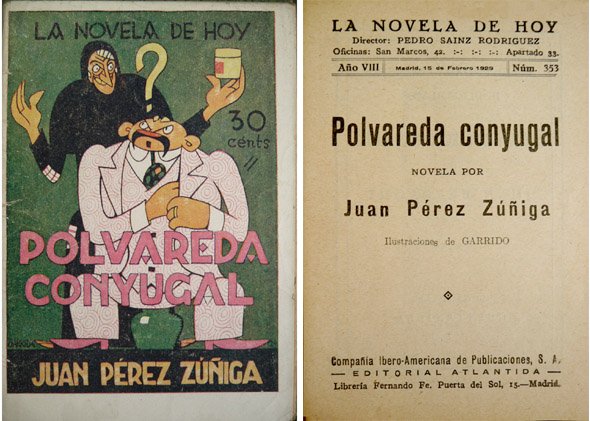 LA NOVELA DE HOY
?
30
cents
POLVAREDA
CONYUGAL
JUAN PÉREZ ZÚÑIGA
LA NOVELA DE HOY
Director: PEDRO SAINZ RODRIGUEZ
Oficinas: San Marcos, 42. :-: :-: :-: Apartado 33.
Año VIII Madrid, 15 de Febrero 1929 Núm. 353
Polvareda conyugal
NOVELA POR
Juan Pérez Zúñiga
Ilustraciones de GARRIDO
Compañía Ibero-Americana de Publicaciones, S. A.
— EDITORIAL ATLANTIDA —
Librería Fernando Fe. Puerta del Sol, 15.—Madrid.